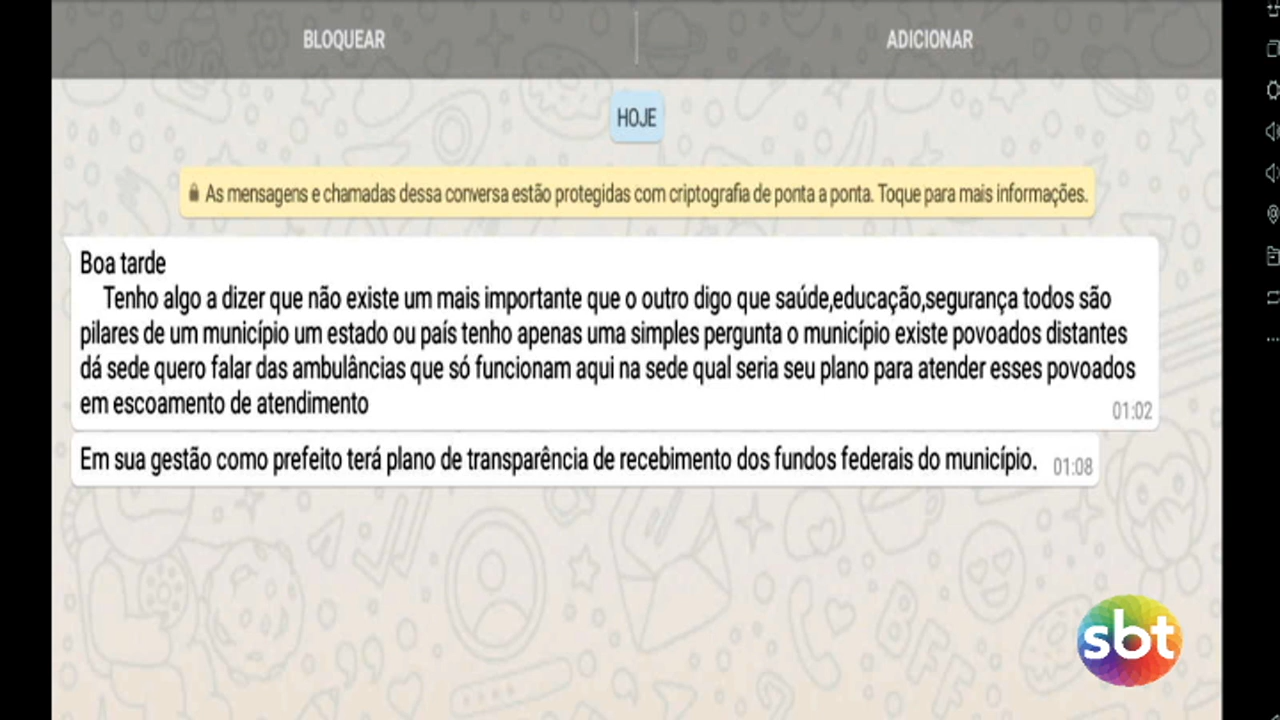 BLOQUEAR
ADICIONAR
HOJE
As mensagens e chamadas dessa conversa estão protegidas com criptografia de ponta a ponta. Toque para mais informações.
Boa tarde
Tenho algo a dizer que não existe um mais importante que o outro digo que saúde,educação,segurança todos são
pilares de um município um estado ou país tenho apenas uma simples pergunta o município existe povoados distantes
dá sede quero falar das ambulâncias que só funcionam aqui na sede qual seria seu plano para atender esses povoados
em escoamento de atendimento
01:02
Em sua gestão como prefeito terá plano de transparência de recebimento dos fundos federais do município.
01:08
sbt